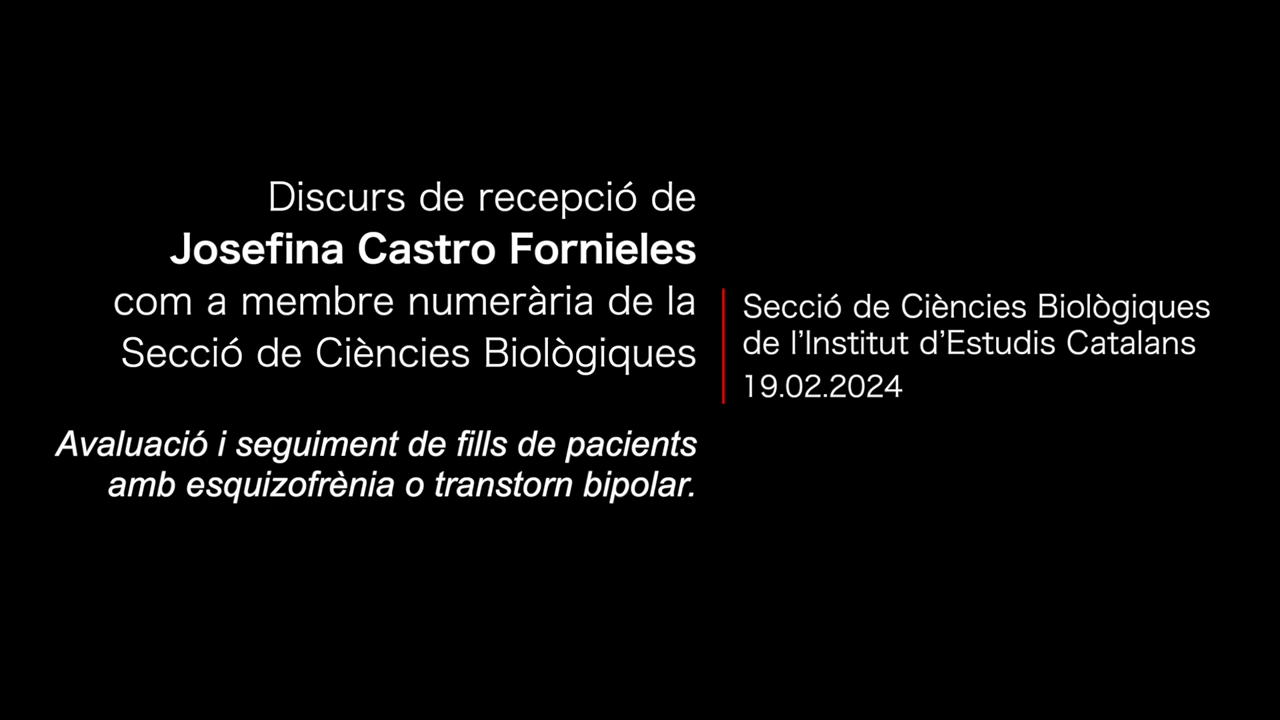 Discurs de recepció de
Josefina Castro Fornieles
com a membre numerària de la
Secció de Ciències Biològiques
Avaluació i seguiment de fills de pacients
amb esquizofrènia o transtorn bipolar.
Secció de Ciències Biològiques
de l'Institut d'Estudis Catalans
19.02.2024